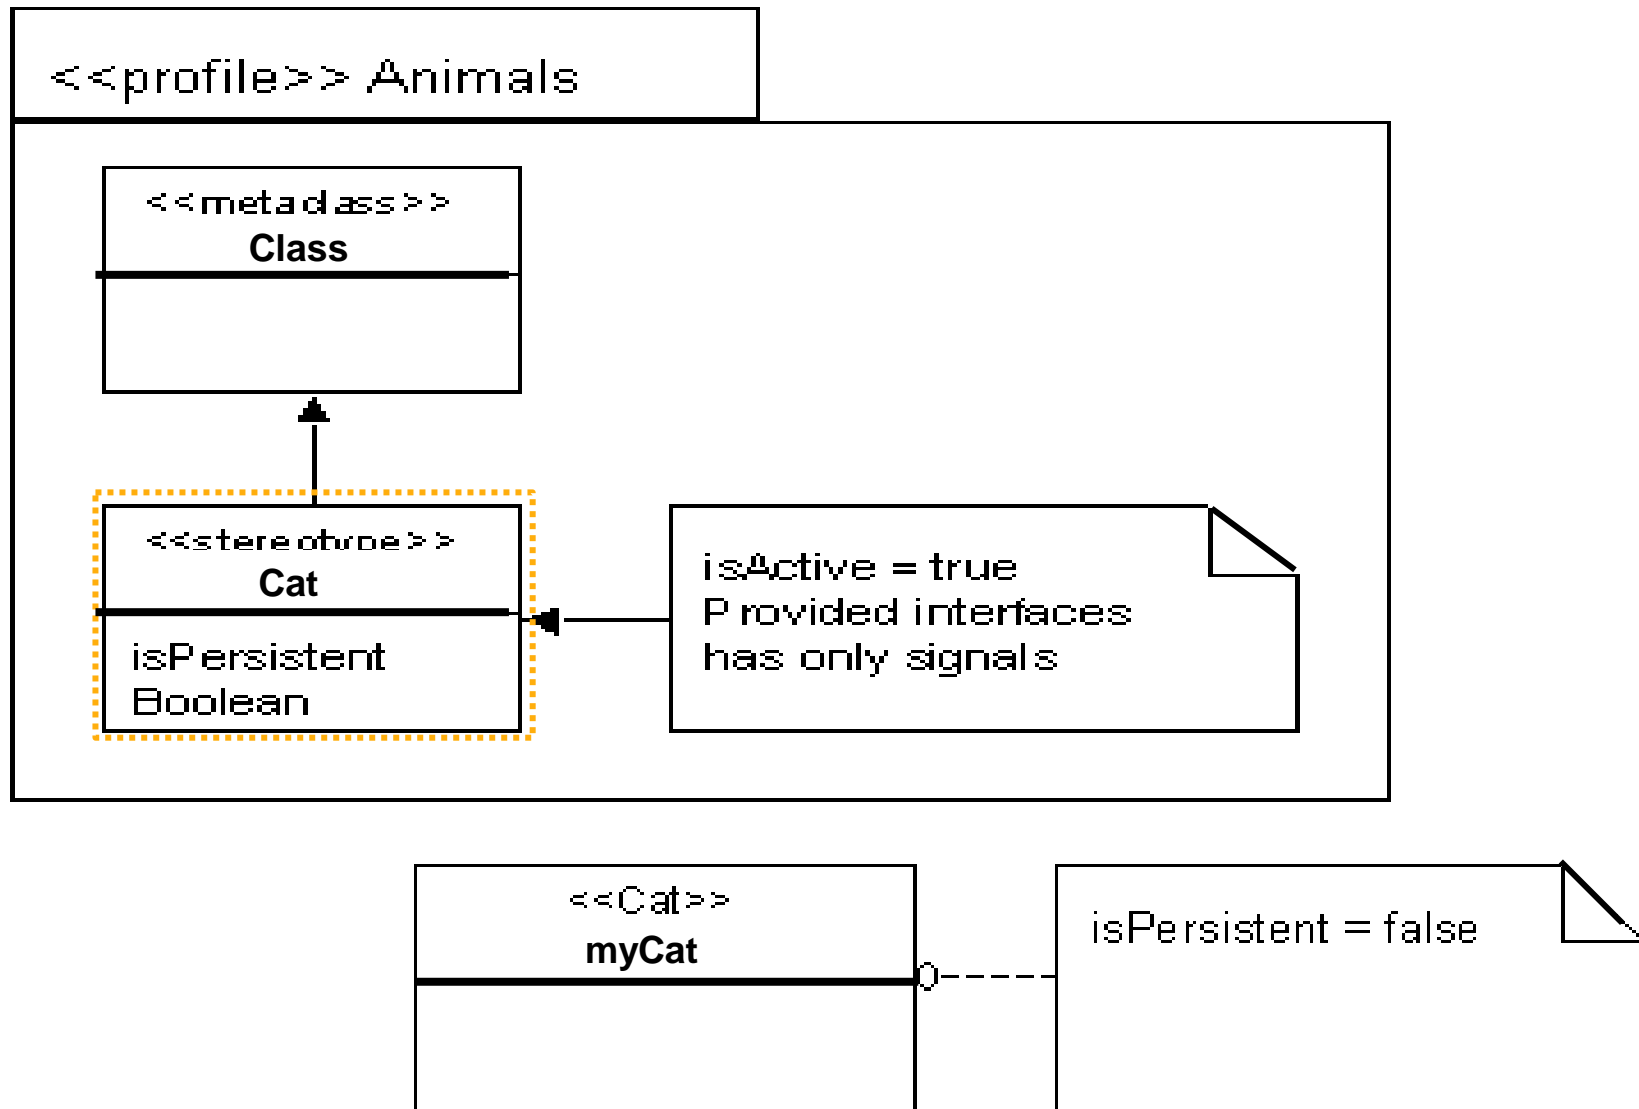 <<profile>> Animals
<<metaclass>>
Class
<<stereotype>>
Cat
isPersistent
Boolean
isActive = true
Provided interfaces
has only signals
<<Cat>>
myCat
isPersistent = false